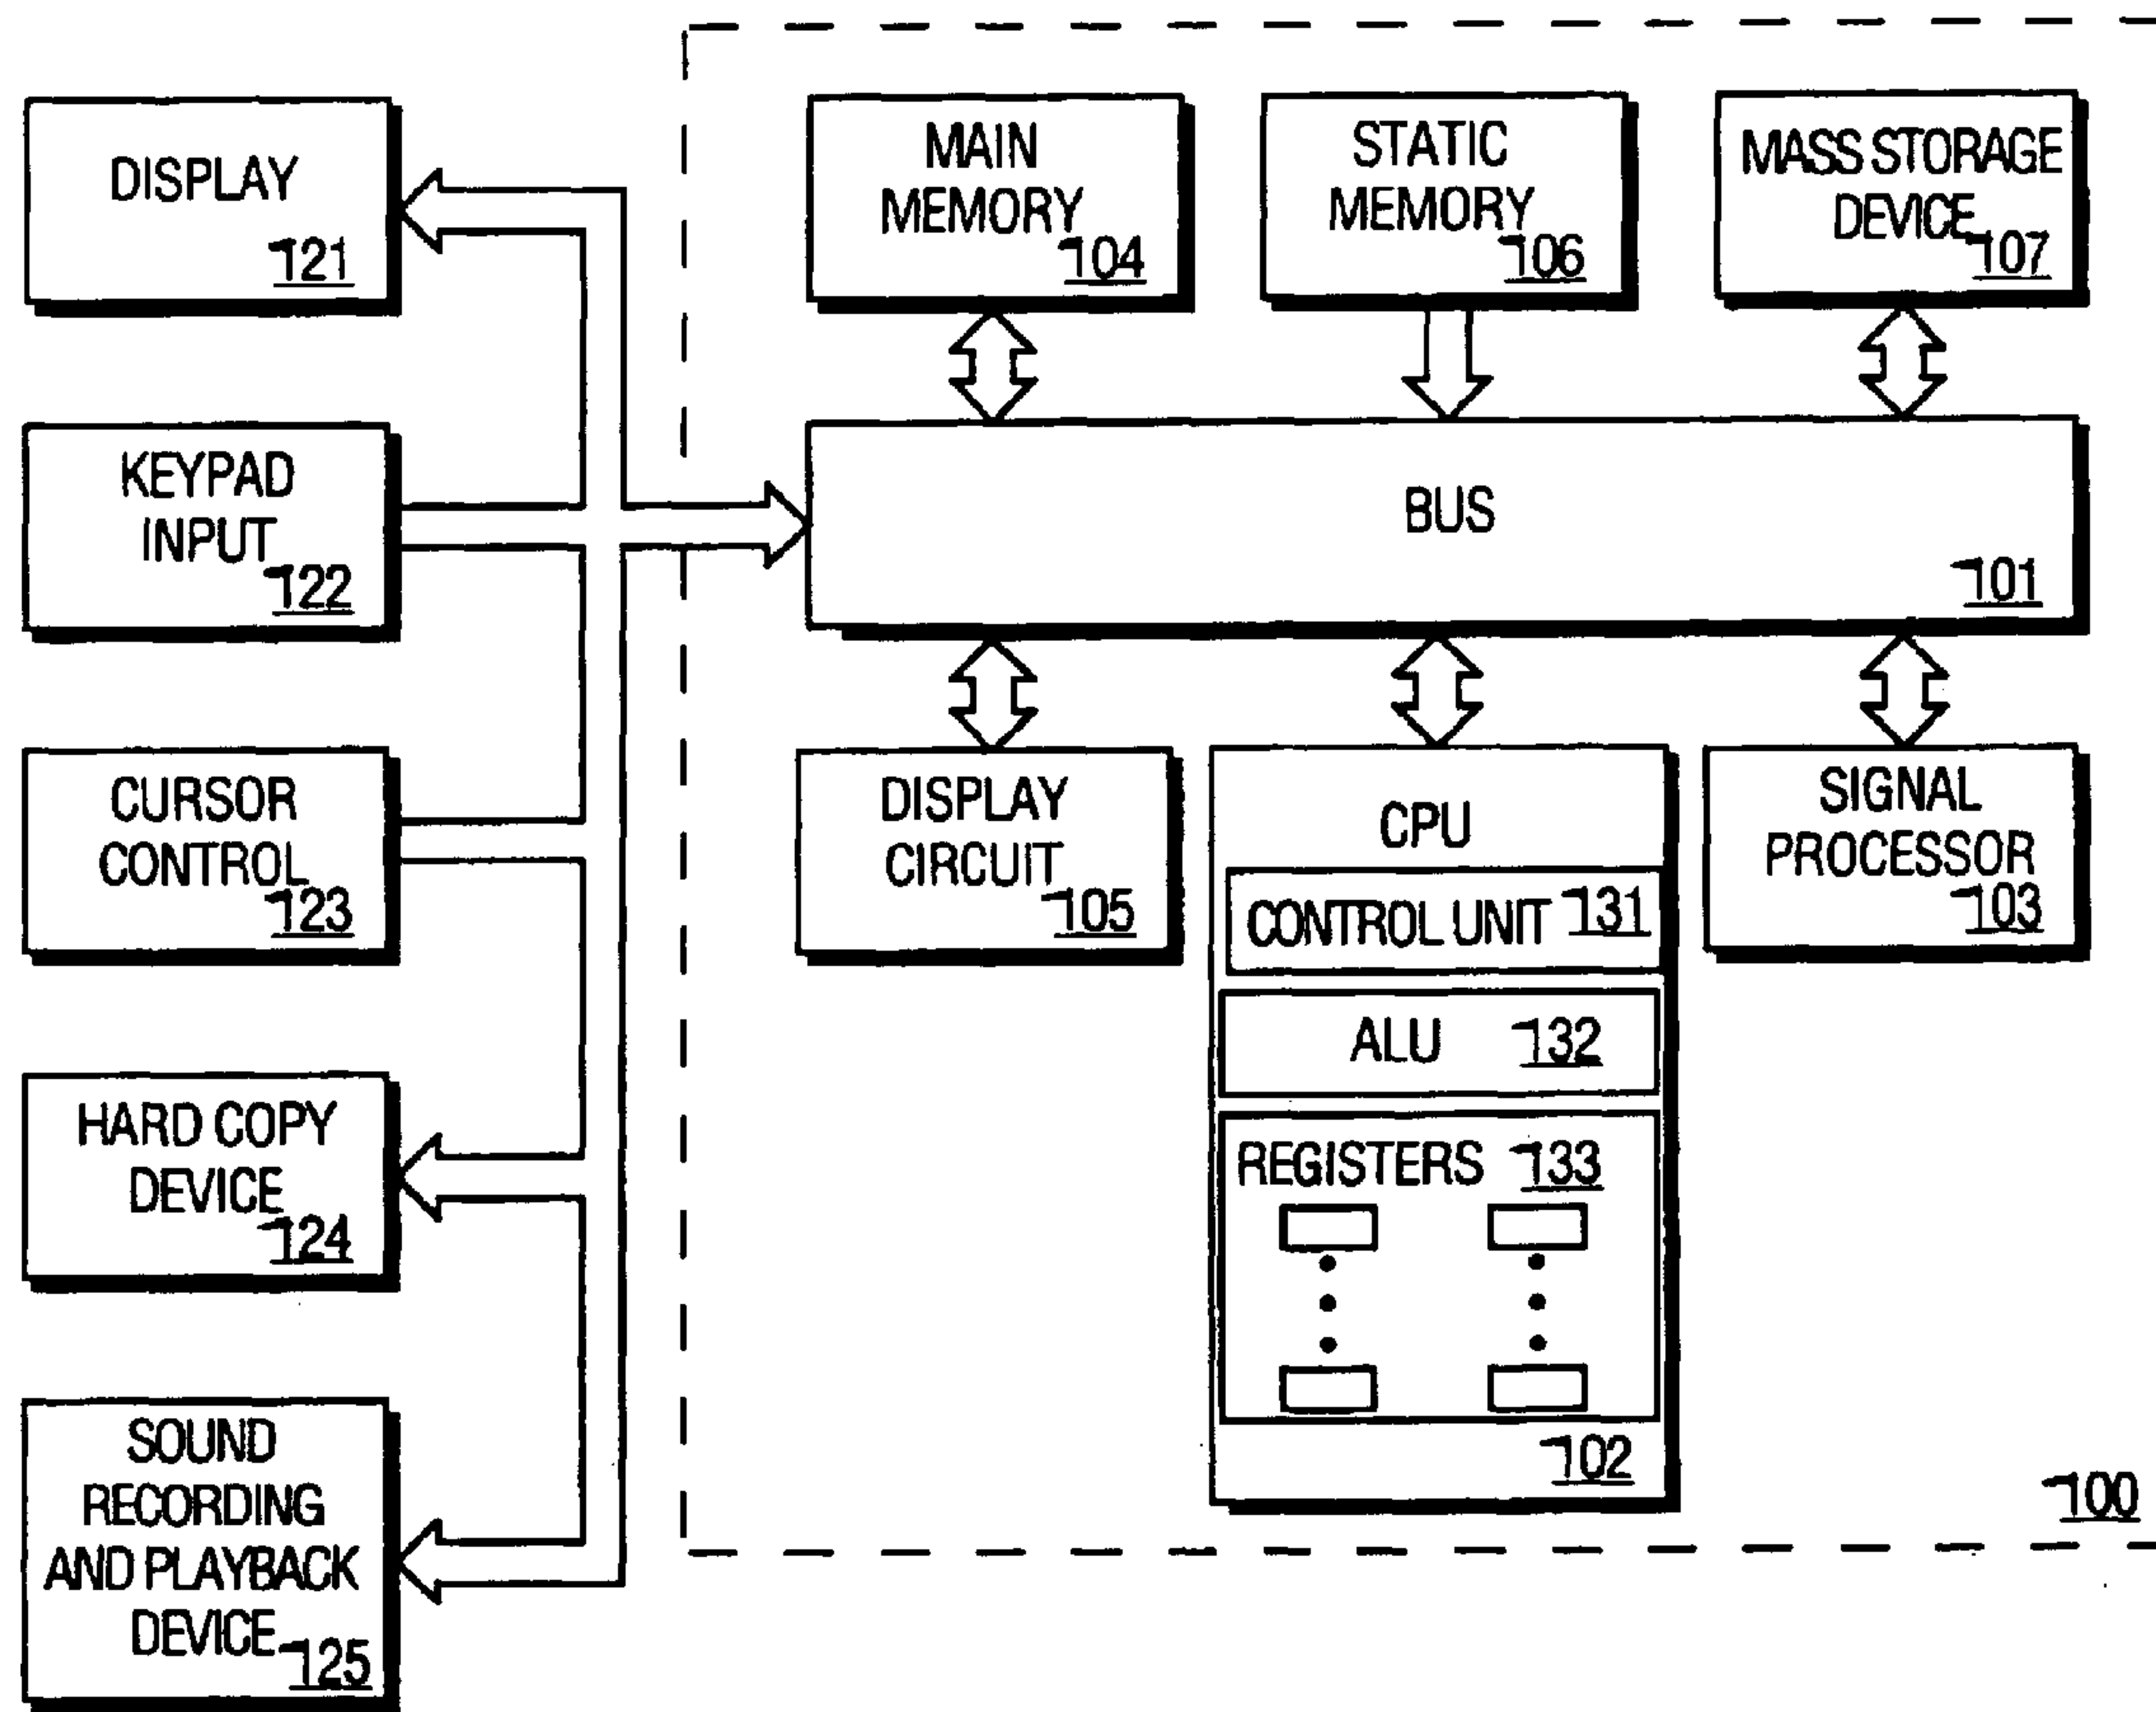 DISPLAY
121
KEYPAD
INPUT
122
CURSOR
CONTROL
123
HARD COPY
DEVICE
124
SOUND
RECORDING
AND PLAYBACK
DEVICE
125
MAIN
MEMORY
104
STATIC
MEMORY
106
MASS STORAGE
DEVICE
107
BUS
101
DISPLAY
CIRCUIT
105
CPU
CONTROL UNIT 131
ALU 132
REGISTERS 133
102
SIGNAL
PROCESSOR
103
100